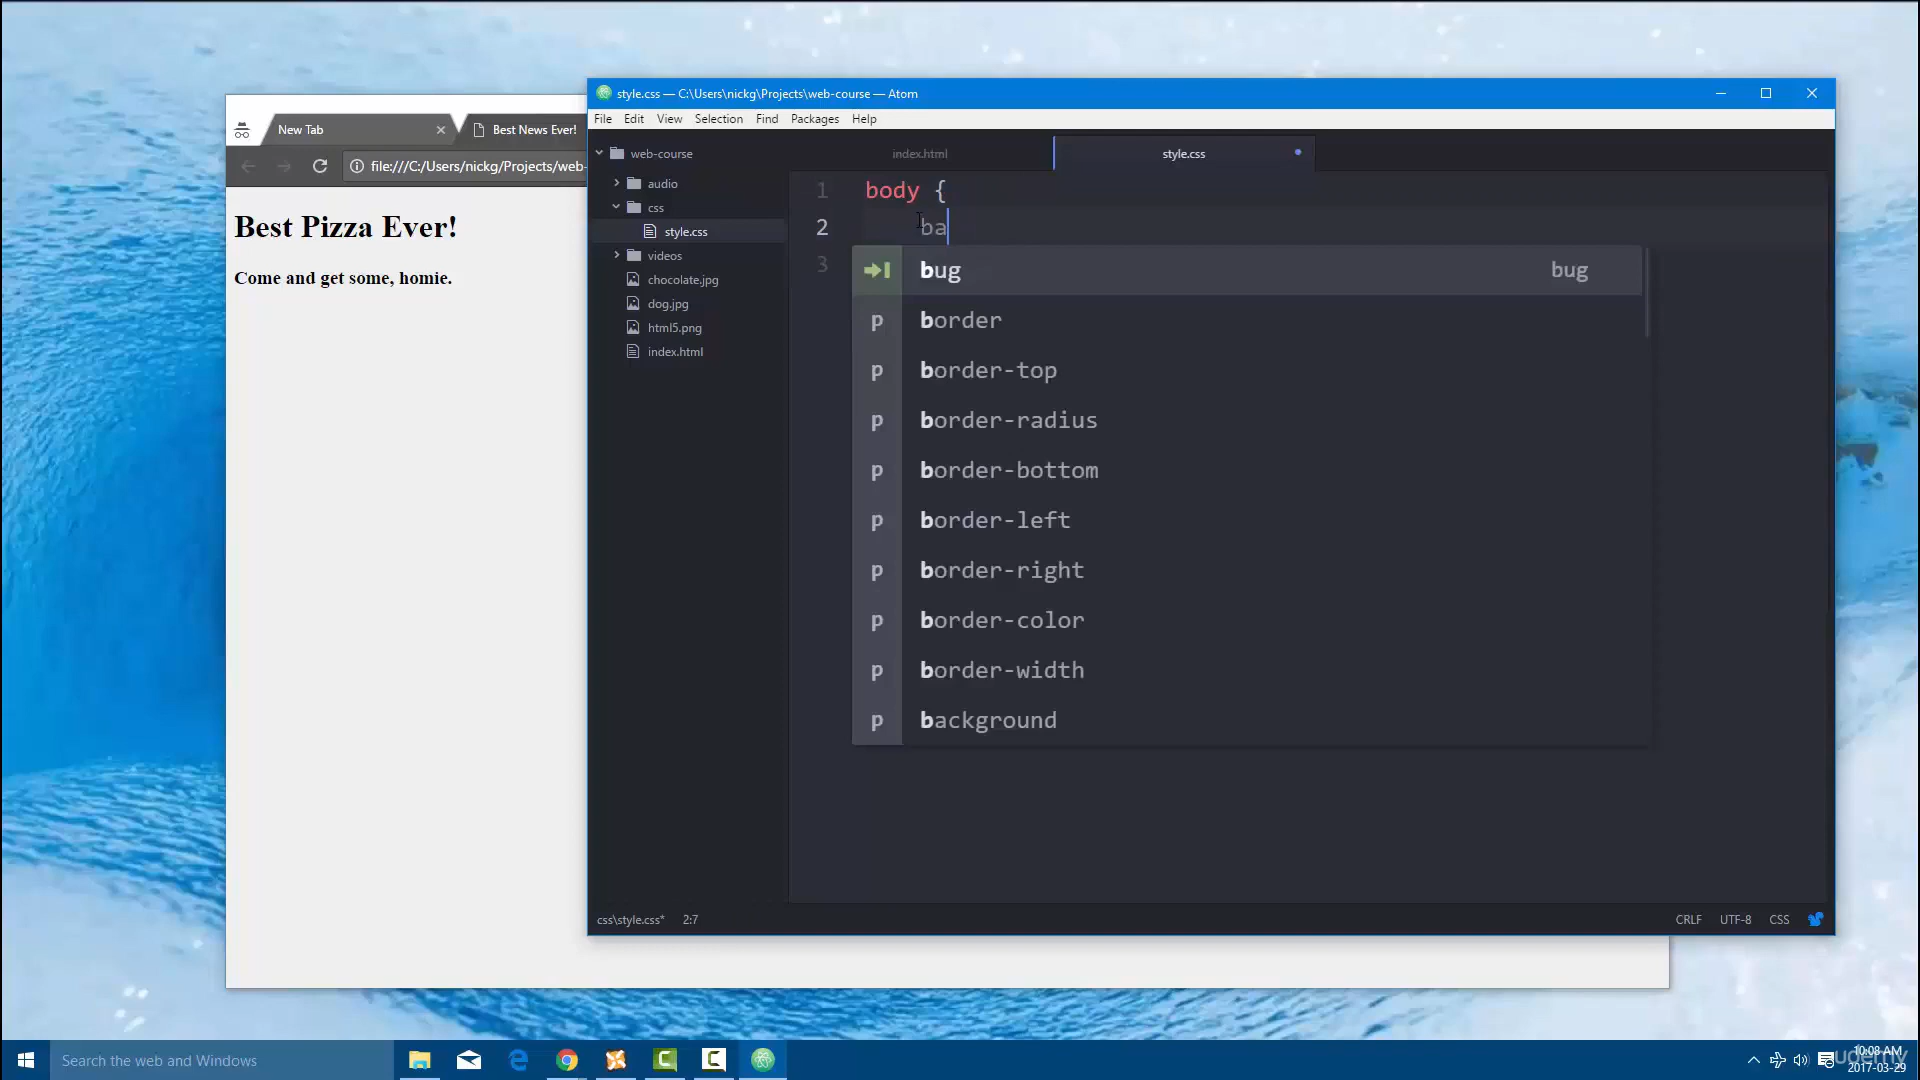 style.css — C:\Users\nickg\Projects\web-course — Atom
File Edit View Selection Find Packages Help
New Tab
Best News Ever!
file:///C:/Users/nickg/Projects/web-
Best Pizza Ever!
Come and get some, homie.
web-course
audio
css
style.css
videos
chocolate.jpg
dog.jpg
html5.png
index.html
index.html
style.css
1 body {
2 ba
3
bug bug
p border
p border-top
p border-radius
p border-bottom
p border-left
p border-right
p border-color
p border-width
p background
css\style.css* 2:7
CRLF UTF-8 CSS
Search the web and Windows
10:08 AM
2017-03-29
udemy